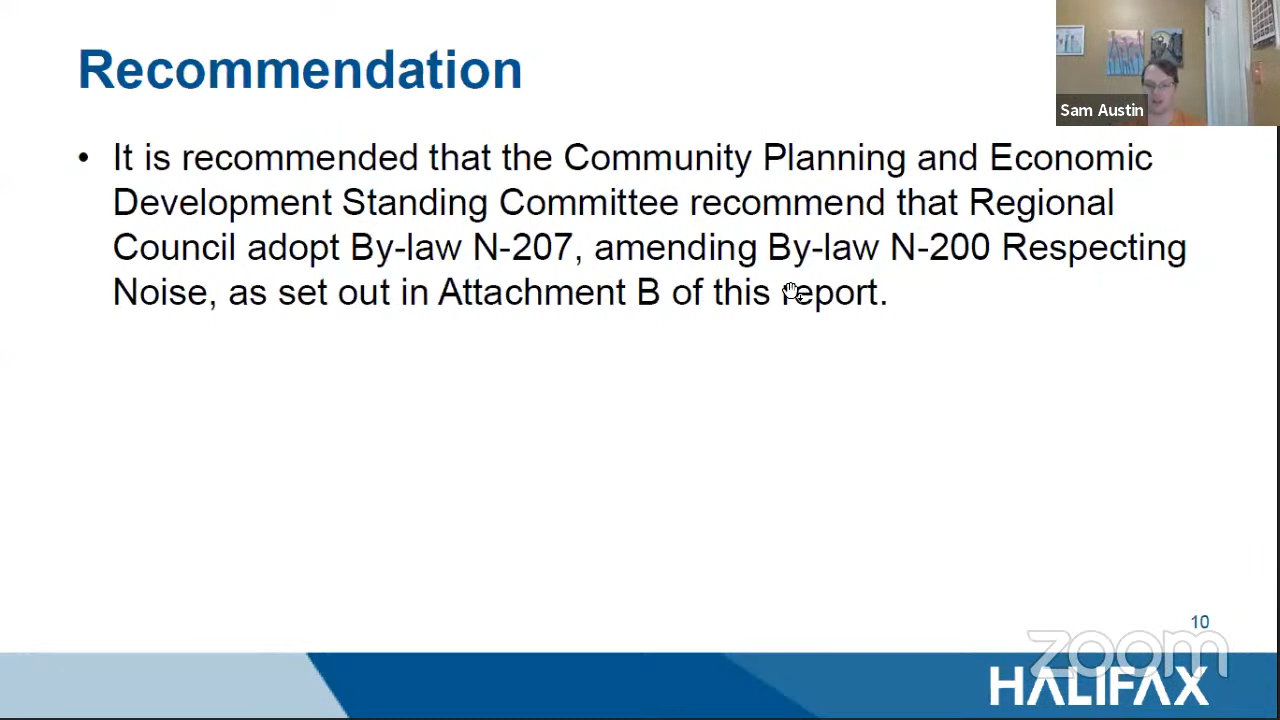 Recommendation
Sam Austin
• It is recommended that the Community Planning and Economic
Development Standing Committee recommend that Regional
Council adopt By-law N-207, amending By-law N-200 Respecting
Noise, as set out in Attachment B of this report.
10
zoom
HALIFAX